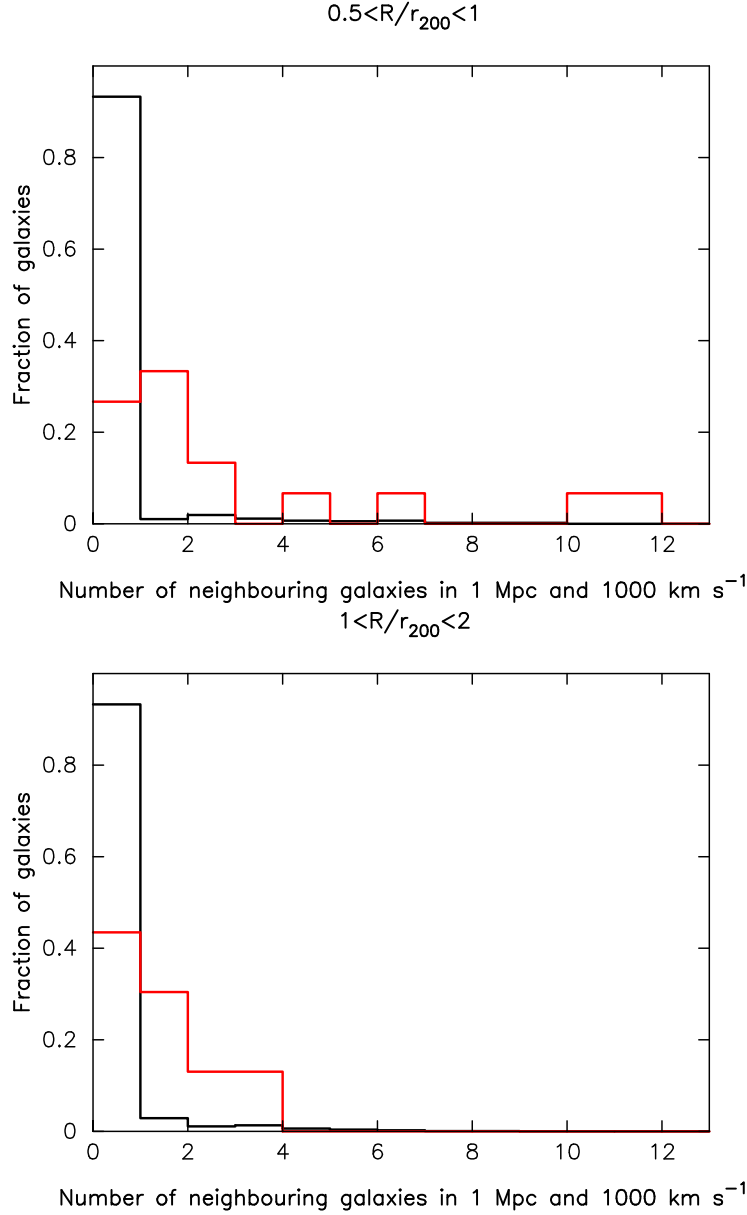 0.5<R/r200<1
0.8
0.6
0.4
0.2
0
Fraction of galaxies
0 2 4 6 8 10 12
Number of neighbouring galaxies in 1 Mpc and 1000 km s−1
1<R/r200<2
0.8
0.6
0.4
0.2
0
Fraction of galaxies
0 2 4 6 8 10 12
Number of neighbouring galaxies in 1 Mpc and 1000 km s−1